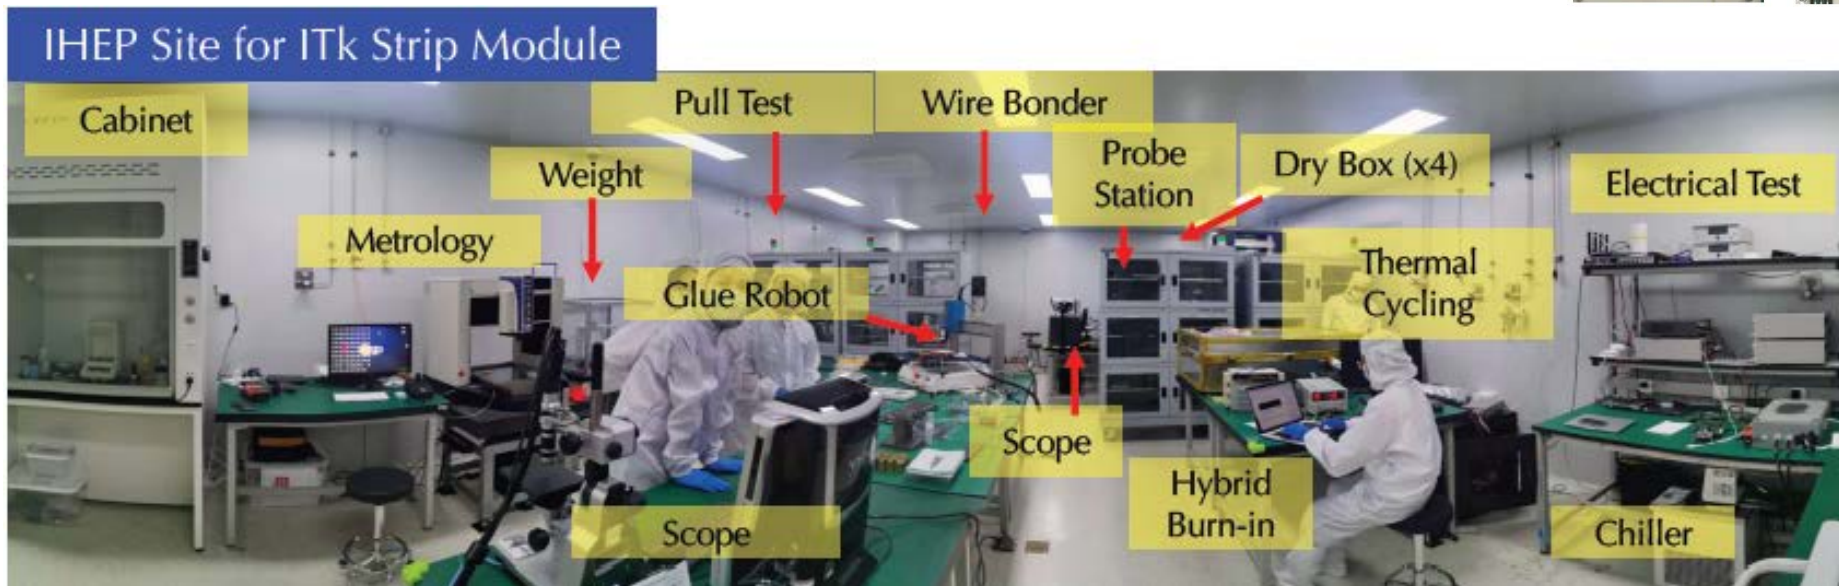 IHEP Site for ITk Strip Module
Cabinet
Pull Test
Wire Bonder
Weight
Probe
Station
Dry Box (x4)
Electrical Test
Metrology
Glue Robot
Thermal
Cycling
Scope
Hybrid
Burn-in
Scope
Chiller